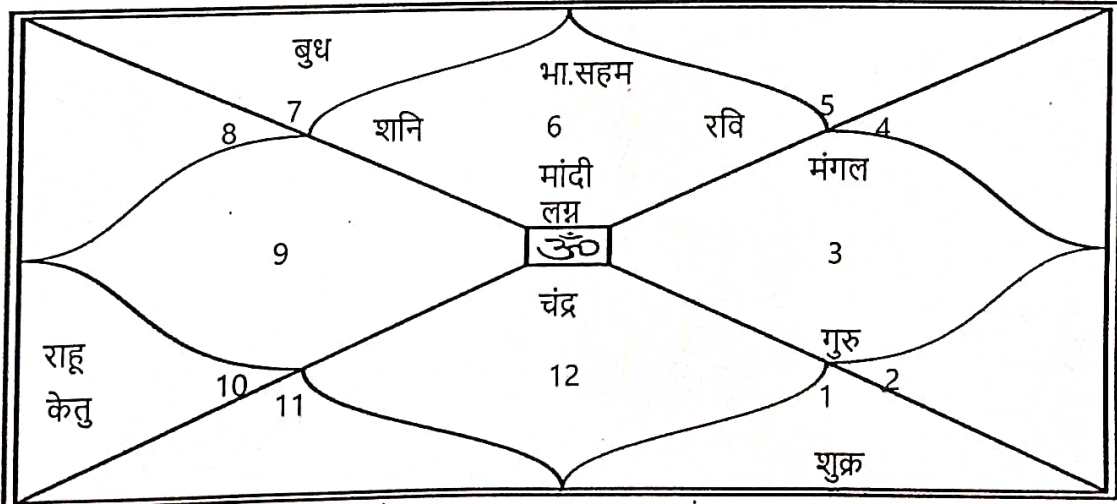 बुध
भा.सहम
7
5
8
शनि
6
रवि
4
मांदी
मंगल
लग्न
ॐ
9
3
चंद्र
राहू
गुरु
10
12
2
केतु
11
1
शुक्र